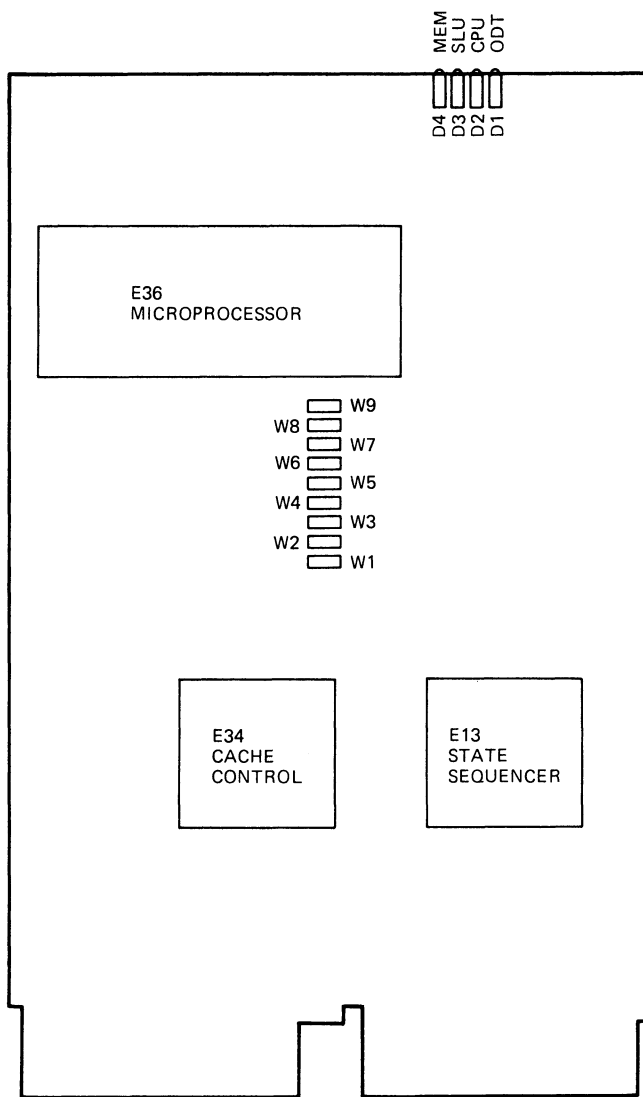 MEM
SLU
CPU
ODT
D4
D3
D2
D1
E36
MICROPROCESSOR
W9
W8
W7
W6
W5
W4
W3
W2
W1
E34
CACHE
CONTROL
E13
STATE
SEQUENCER